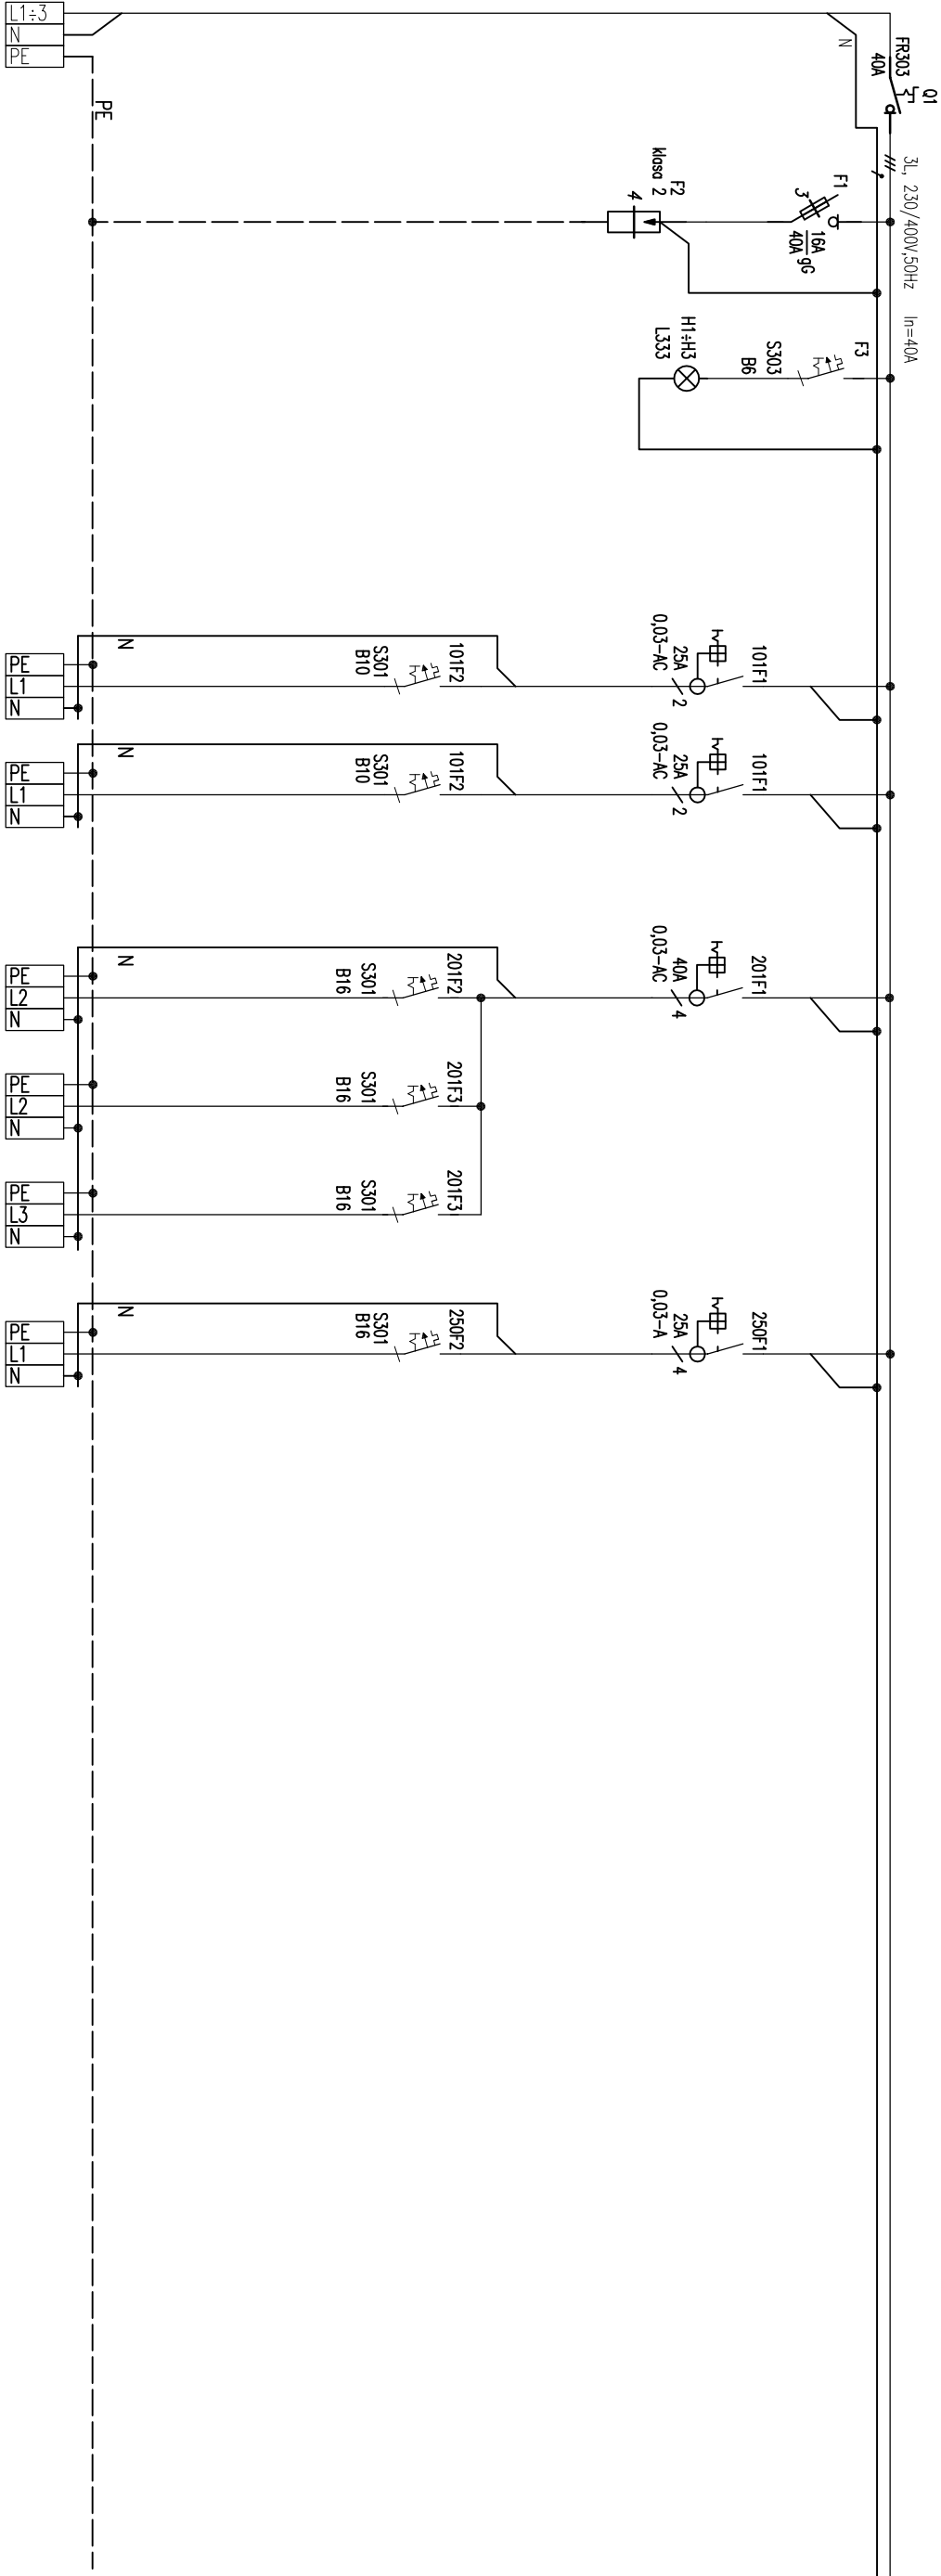 L1÷3
N
PE
PE
N
FR303
40A
Q1
3L, 230/400V,50Hz In=40A
F1
3
16A
40A gG
F2
klasa 2
4
F3
S303
B6
H1÷H3
L333
101F1
25A
0,03-AC
2
101F2
S301
B10
N
PE
L1
N
101F1
25A
0,03-AC
2
101F2
S301
B10
N
PE
L1
N
201F1
40A
0,03-AC
4
201F2
S301
B16
N
PE
L2
N
201F3
S301
B16
PE
L2
N
201F3
S301
B16
PE
L3
N
250F1
25A
0,03-A
4
250F2
S301
B16
N
PE
L1
N